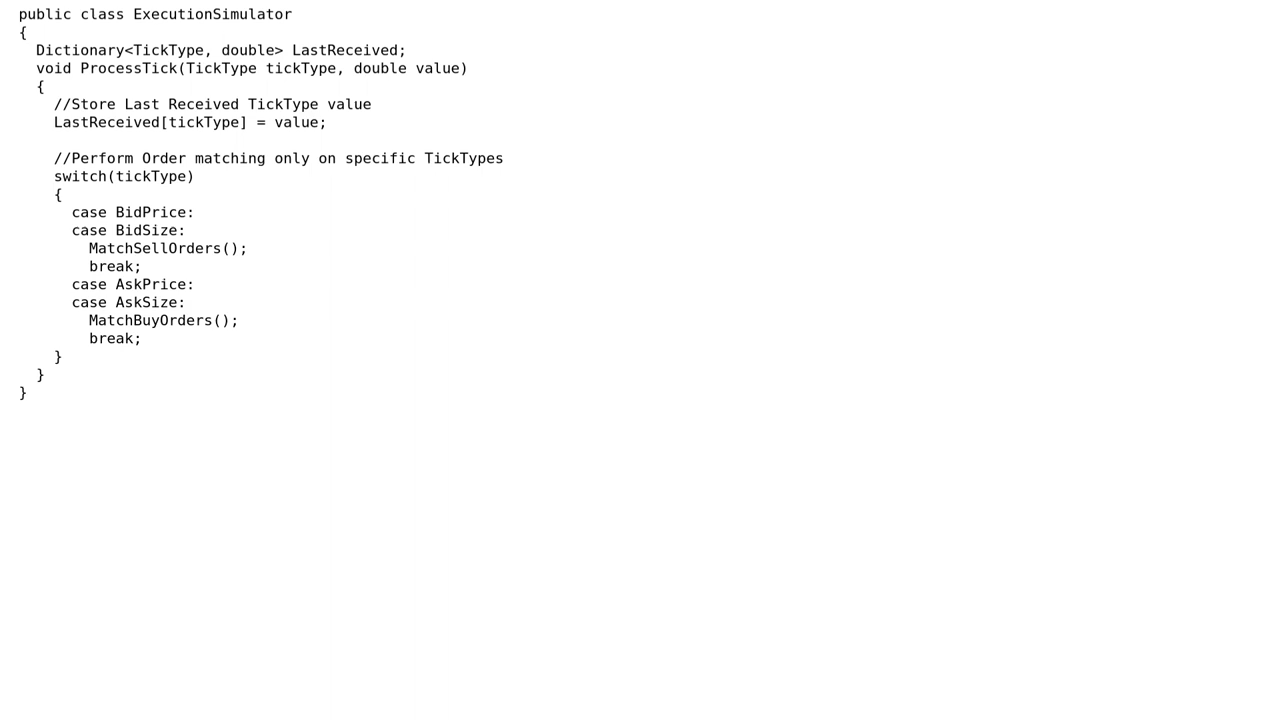 public class ExecutionSimulator
{
  Dictionary<TickType, double> LastReceived;
  void ProcessTick(TickType tickType, double value)
  {
    //Store Last Received TickType value
    LastReceived[tickType] = value;

    //Perform Order matching only on specific TickTypes
    switch(tickType)
    {
      case BidPrice:
      case BidSize:
        MatchSellOrders();
        break;
      case AskPrice:
      case AskSize:
        MatchBuyOrders();
        break;
    }
  }
}